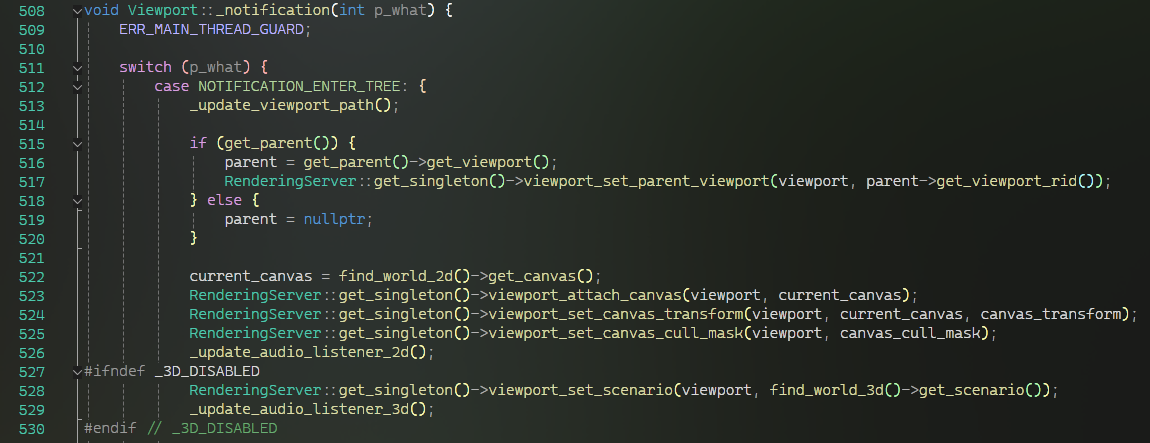 508 void Viewport::_notification(int p_what) {
509     ERR_MAIN_THREAD_GUARD;
510
511     switch (p_what) {
512         case NOTIFICATION_ENTER_TREE: {
513             _update_viewport_path();
514
515             if (get_parent()) {
516                 parent = get_parent()->get_viewport();
517                 RenderingServer::get_singleton()->viewport_set_parent_viewport(viewport, parent->get_viewport_rid());
518             } else {
519                 parent = nullptr;
520             }
521
522             current_canvas = find_world_2d()->get_canvas();
523             RenderingServer::get_singleton()->viewport_attach_canvas(viewport, current_canvas);
524             RenderingServer::get_singleton()->viewport_set_canvas_transform(viewport, current_canvas, canvas_transform);
525             RenderingServer::get_singleton()->viewport_set_canvas_cull_mask(viewport, canvas_cull_mask);
526             _update_audio_listener_2d();
527 #ifndef _3D_DISABLED
528             RenderingServer::get_singleton()->viewport_set_scenario(viewport, find_world_3d()->get_scenario());
529             _update_audio_listener_3d();
530 #endif // _3D_DISABLED